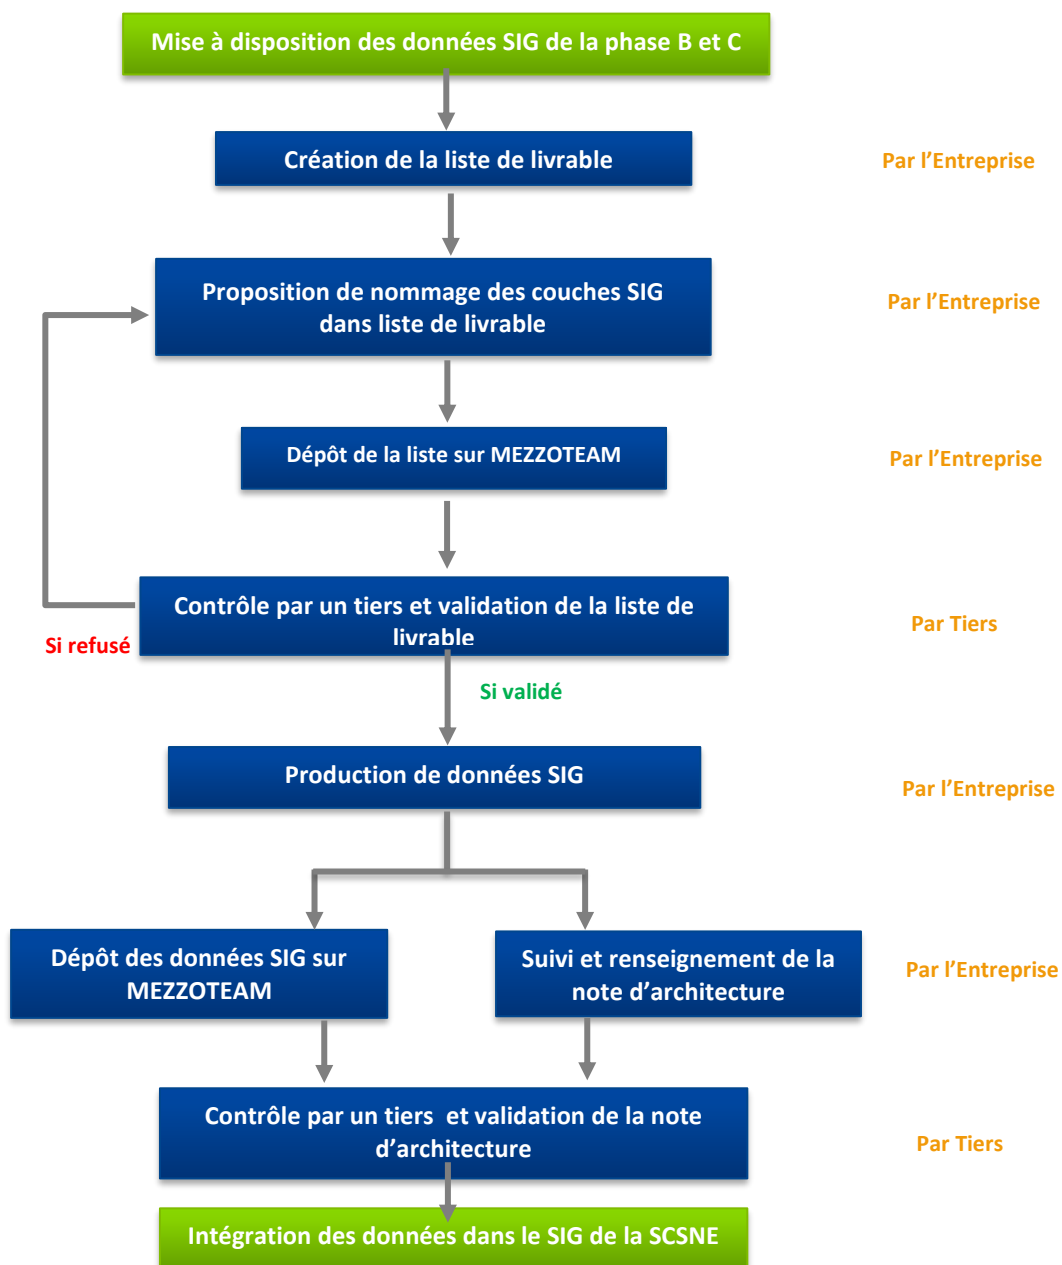 Mise à disposition des données SIG de la phase B et C
Création de la liste de livrable
Par l’Entreprise
Proposition de nommage des couches SIG
dans liste de livrable
Par l’Entreprise
Dépôt de la liste sur MEZZOTEAM
Par l’Entreprise
Contrôle par un tiers et validation de la liste de
livrable
Par Tiers
Si refusé
Si validé
Production de données SIG
Par l’Entreprise
Dépôt des données SIG sur
MEZZOTEAM
Suivi et renseignement de la
note d’architecture
Par l’Entreprise
Contrôle par un tiers et validation de la note
d’architecture
Par Tiers
Intégration des données dans le SIG de la SCSNE